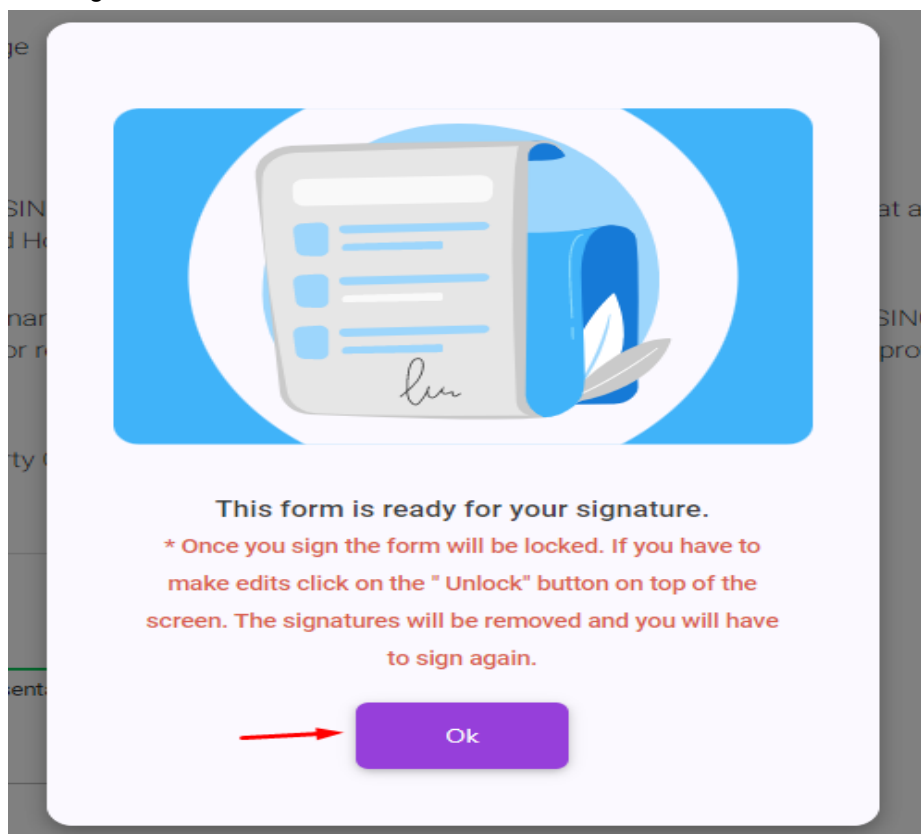 This form is ready for your signature.
* Once you sign the form will be locked. If you have to
make edits click on the " Unlock" button on top of the
screen. The signatures will be removed and you will have
to sign again.
Ok